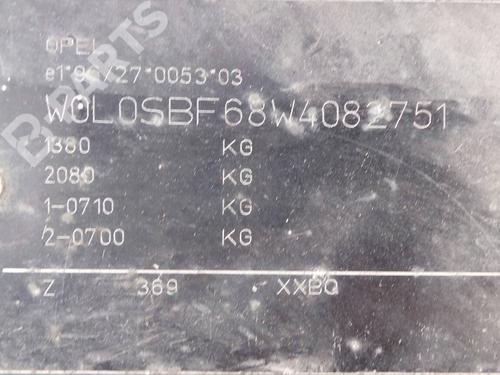 OPEL
e1*96/27*0053*03
W0L0SBF68W4082751
1380 KG
2080 KG
1-0710 KG
2-0700 KG
Z 369 XXBQ
B-PARTS